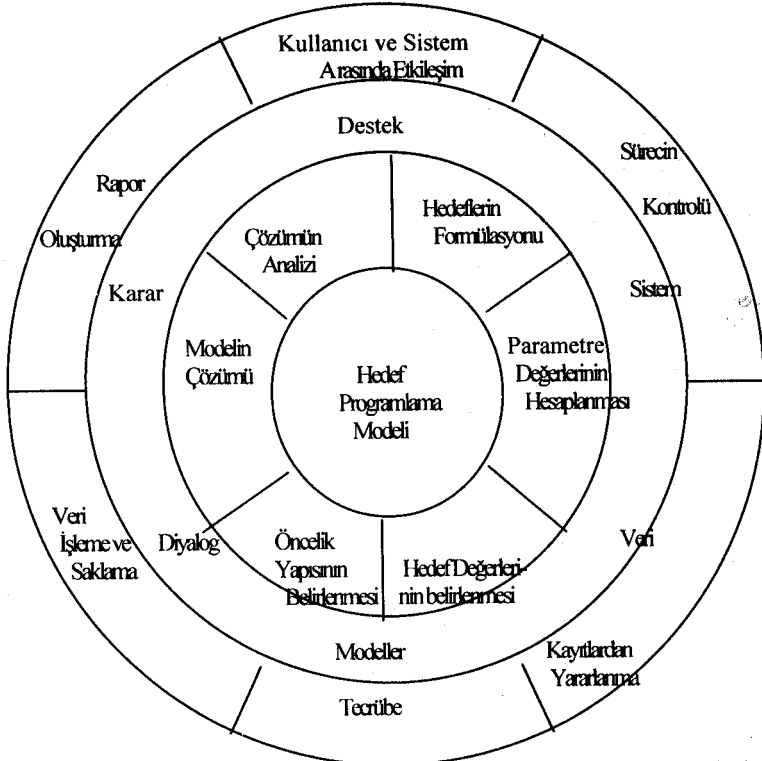 Kullanıcı ve Sistem
Arasında Etkileşim
Destek
Sürecin
Kontrolü
Rapor
Oluşturma
Hedeflerin
Formülasyonu
Çözümün
Analizi
Karar
Sistem
Modelin
Çözümü
Parametre
Değerlerinin
Hesaplanması
Hedef
Programlama
Modeli
Veri
İşleme ve
Saklama
Diyalog
Öncelik
Yapısının
Belirlenmesi
Hedef Değerleri-
nin belirlenmesi
Veri
Modeller
Kayıtlardan
Yararlanma
Tecrübe